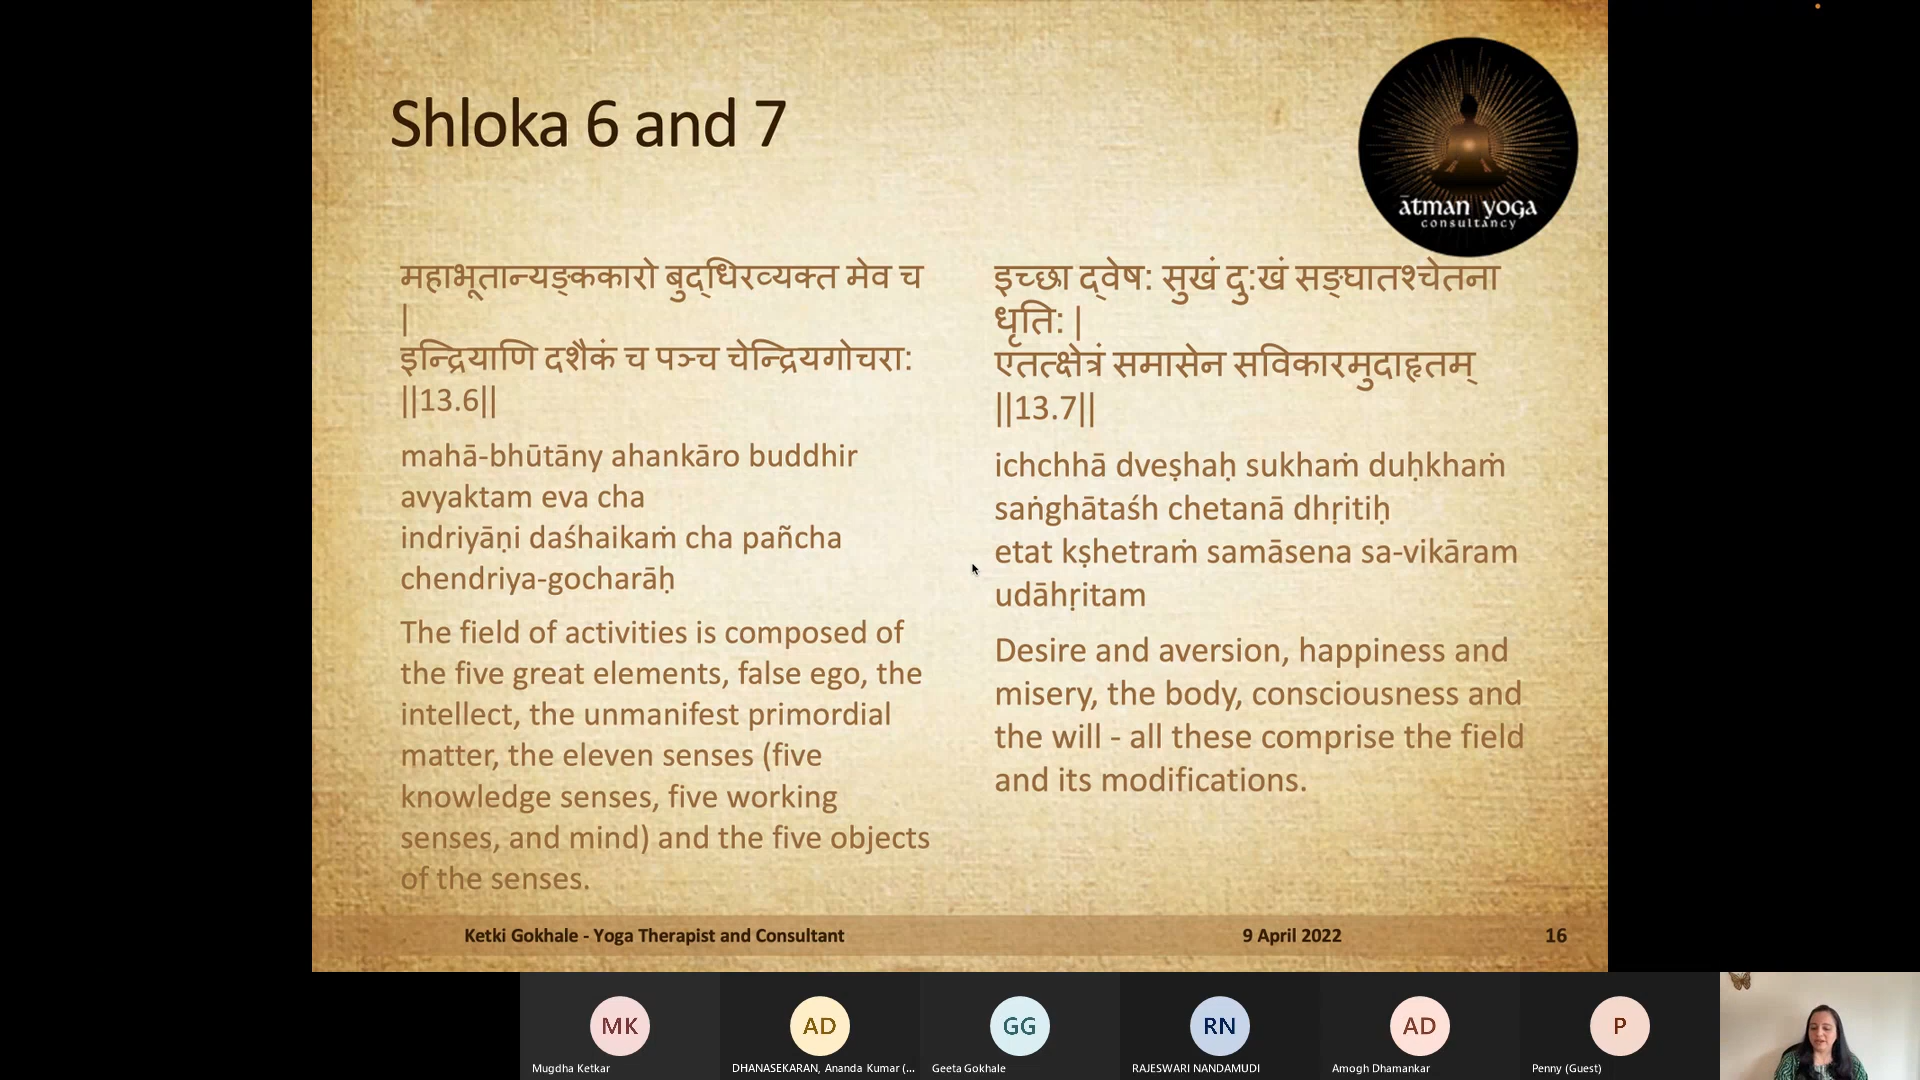 Shloka 6 and 7
ātman yoga
consultancy
महाभूतान्यङ्ककारो बुद्धिरव्यक्त मेव च
|
इन्द्रियाणि दशैकं च पञ्च चेन्द्रियगोचरा:
||13.6||
mahā-bhūtāny ahankāro buddhir
avyaktam eva cha
indriyāṇi daśhaikaṁ cha pañcha
chendriya-gocharāḥ
The field of activities is composed of
the five great elements, false ego, the
intellect, the unmanifest primordial
matter, the eleven senses (five
knowledge senses, five working
senses, and mind) and the five objects
of the senses.
इच्छा द्वेष: सुखं दु:खं सङ्घातश्चेतना
धृति: |
एतत्क्षेत्रं समासेन सविकारमुदाहृतम्
||13.7||
ichchhā dveṣhaḥ sukhaṁ duḥkhaṁ
saṅghātaśh chetanā dhṛitiḥ
etat kṣhetraṁ samāsena sa-vikāram
udāhṛitam
Desire and aversion, happiness and
misery, the body, consciousness and
the will - all these comprise the field
and its modifications.
Ketki Gokhale - Yoga Therapist and Consultant
9 April 2022
16
MK
AD
GG
RN
AD
P
Mugdha Ketkar
DHANASEKARAN, Ananda Kumar (...
Geeta Gokhale
RAJESWARI NANDAMUDI
Amogh Dhamankar
Penny (Guest)